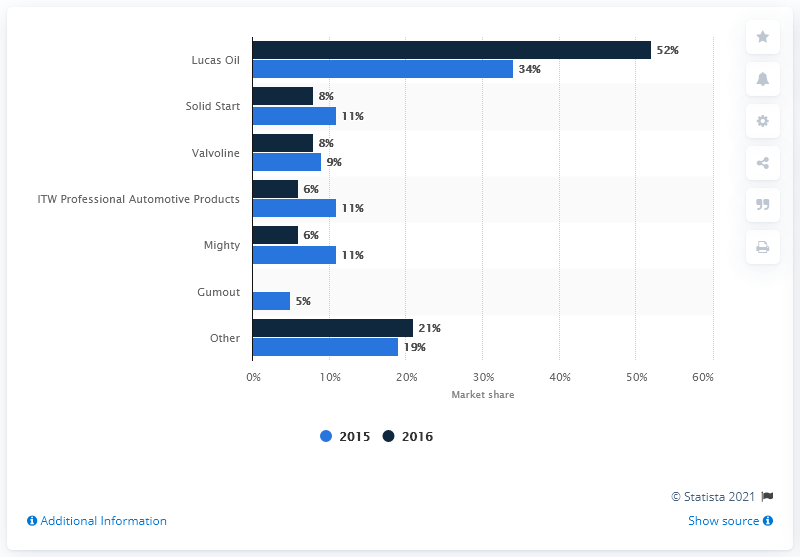 Lucas Oil
52%
34%
Solid Start
8%
11%
Valvoline
8%
9%
ITW Professional Automotive Products
6%
11%
Mighty
6%
11%
Gumout
5%
Other
21%
19%
0% 10% 20% 30% 40% 50% 60%
Market share
2015 2016
© Statista 2021
Additional Information Show source